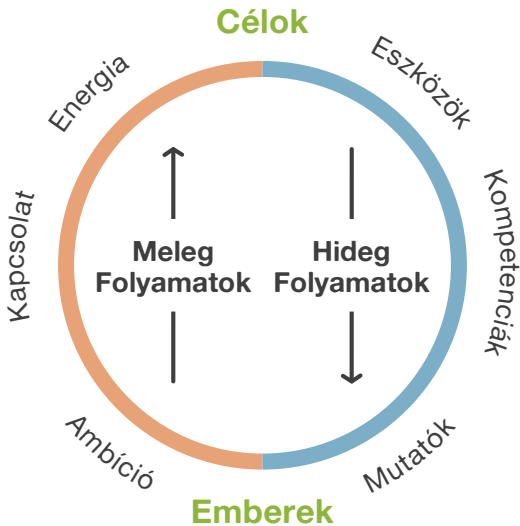 Célok
Energia
Eszközök
Kapcsolat
Kompetenciák
Meleg
Folyamatok
Hideg
Folyamatok
Ambíció
Mutatók
Emberek